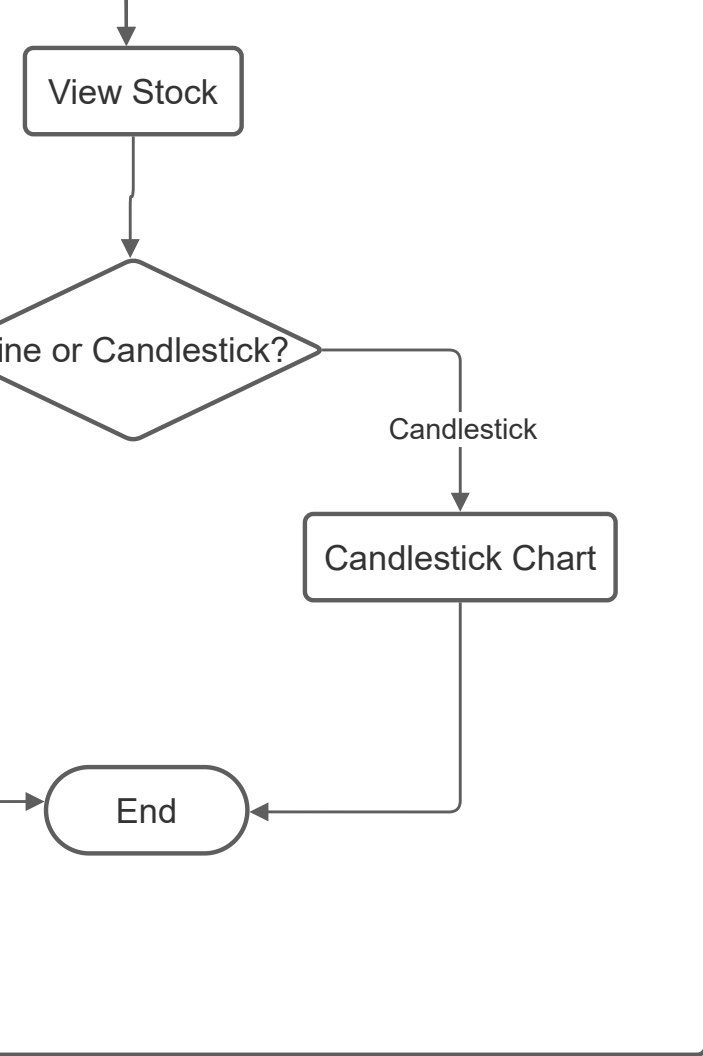 View Stock
ine or Candlestick?
Candlestick
Candlestick Chart
End